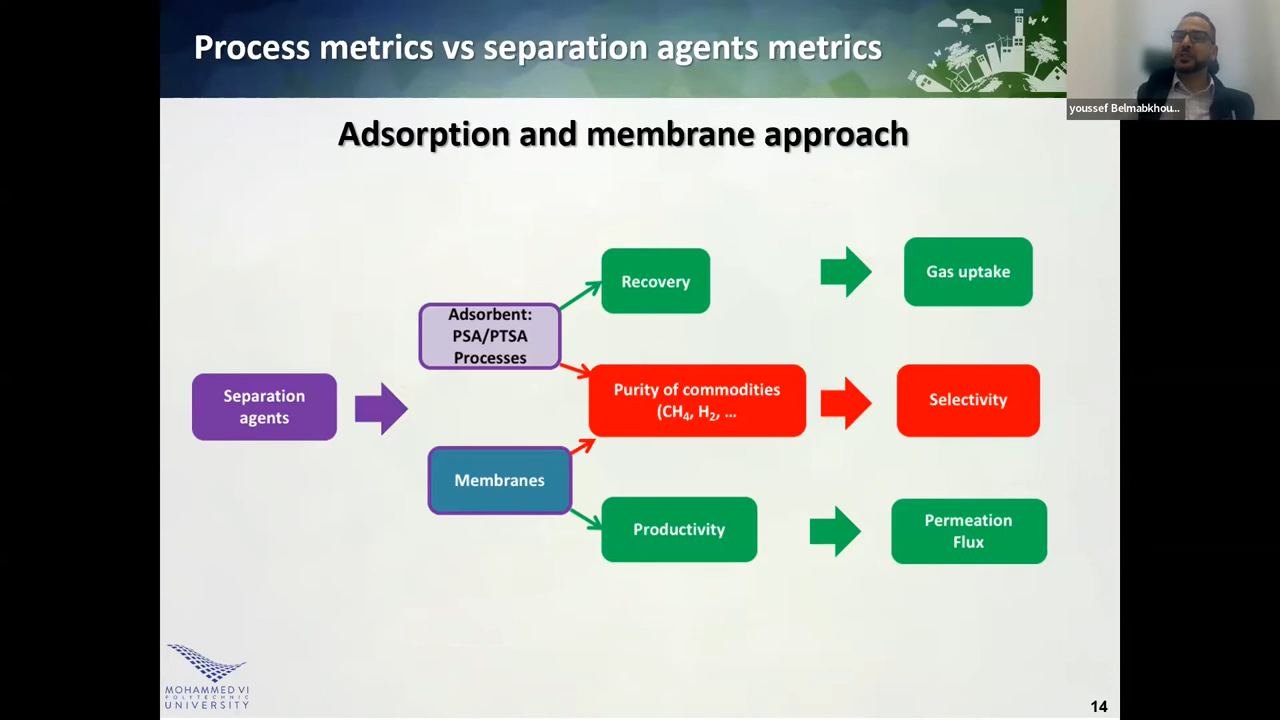 Process metrics vs separation agents metrics
youssef Belmabkhou...
Adsorption and membrane approach
Recovery
Gas uptake
Adsorbent:
PSA/PTSA
Processes
Separation
agents
Purity of commodities
(CH₄, H₂, ...
Selectivity
Membranes
Productivity
Permeation
Flux
MOHAMMED VI
POLYTECHNIC
UNIVERSITY
14